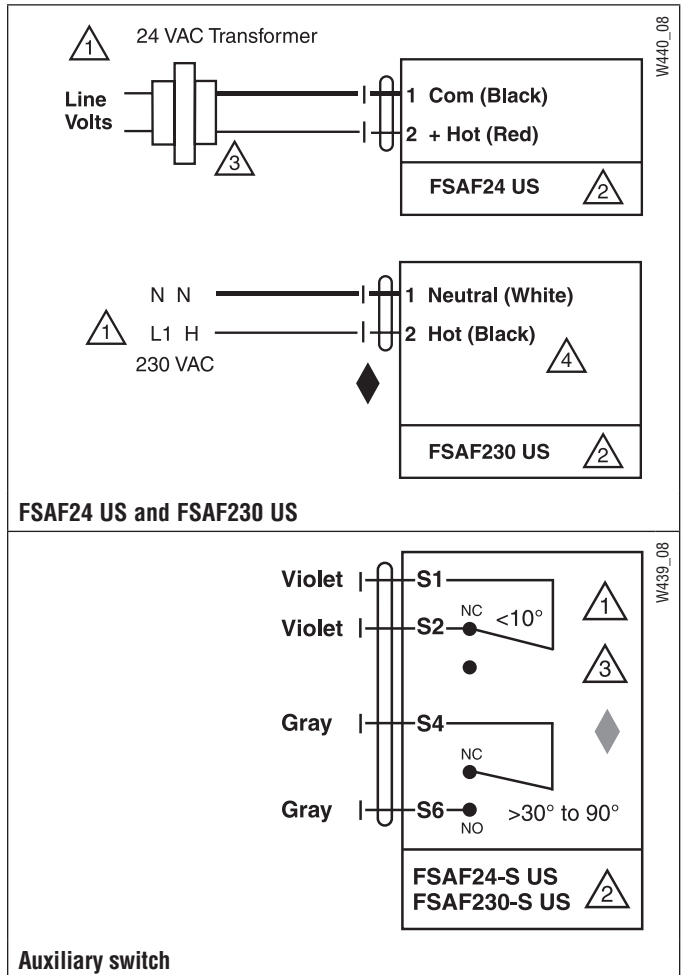 W440_08
1 24 VAC Transformer
Line
Volts
1 Com (Black)
2 + Hot (Red)
3
FSAF24 US 2
N N
1 Neutral (White)
1 L1 H
2 Hot (Black)
230 VAC
4
FSAF230 US 2
FSAF24 US and FSAF230 US
W439_08
Violet S1
1
NC <10°
Violet S2
3
Gray S4
NC
Gray S6 >30° to 90°
NO
FSAF24-S US
FSAF230-S US 2
Auxiliary switch